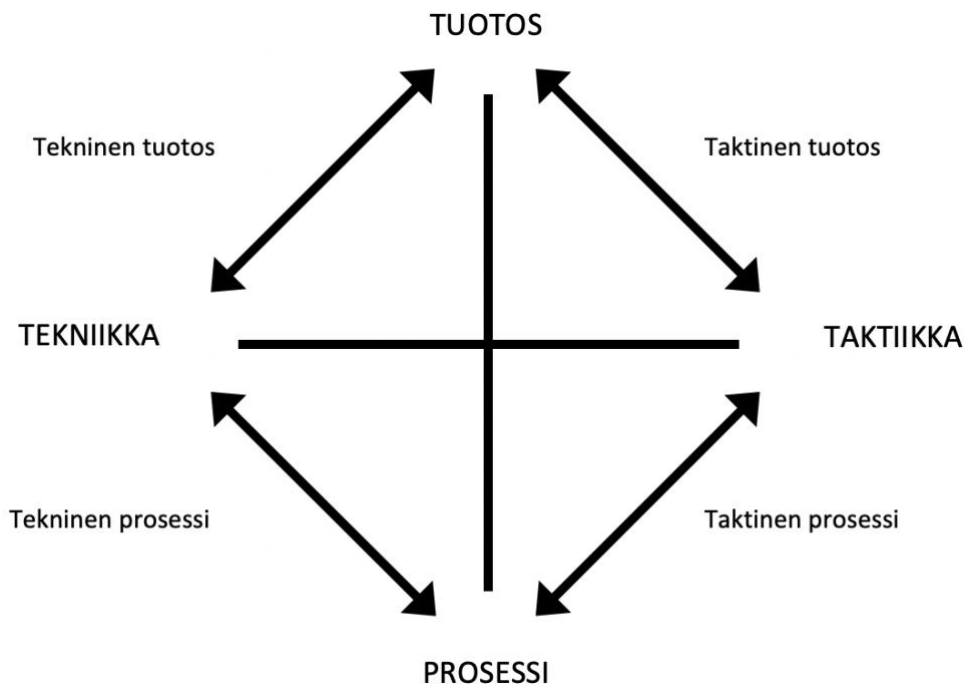 TUOTOS
Tekninen tuotos
Taktinen tuotos
TEKNIIKKA
TAKTIIKKA
Tekninen prosessi
Taktinen prosessi
PROSESSI